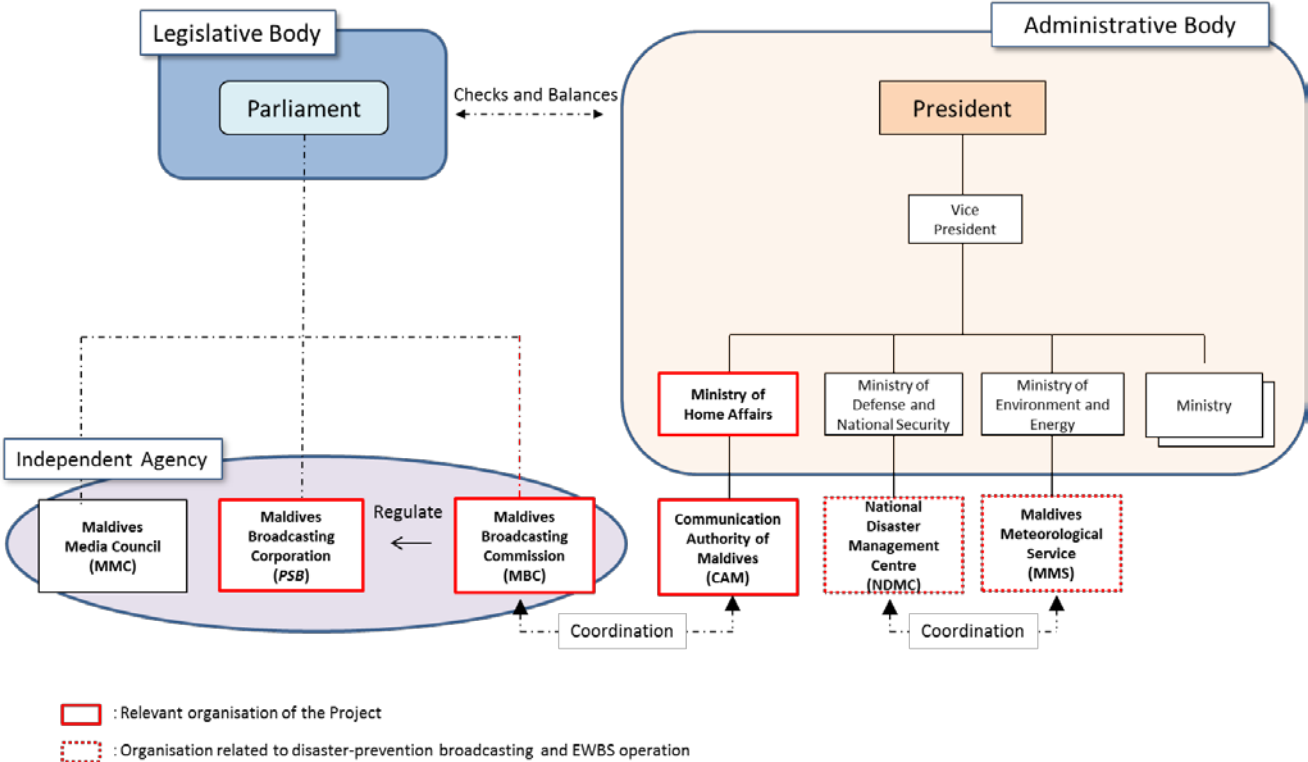 Legislative Body
Administrative Body
Parliament
Checks and Balances
President
Vice
President
Ministry of
Home Affairs
Ministry of
Defense and
National Security
Ministry of
Environment and
Energy
Ministry
Independent Agency
Maldives
Media Council
(MMC)
Maldives
Broadcasting
Corporation
(PSB)
Regulate
Maldives
Broadcasting
Commission
(MBC)
Communication
Authority of
Maldives
(CAM)
National
Disaster
Management
Centre
(NDMC)
Maldives
Meteorological
Service
(MMS)
Coordination
Coordination
: Relevant organisation of the Project
: Organisation related to disaster-prevention broadcasting and EWBS operation